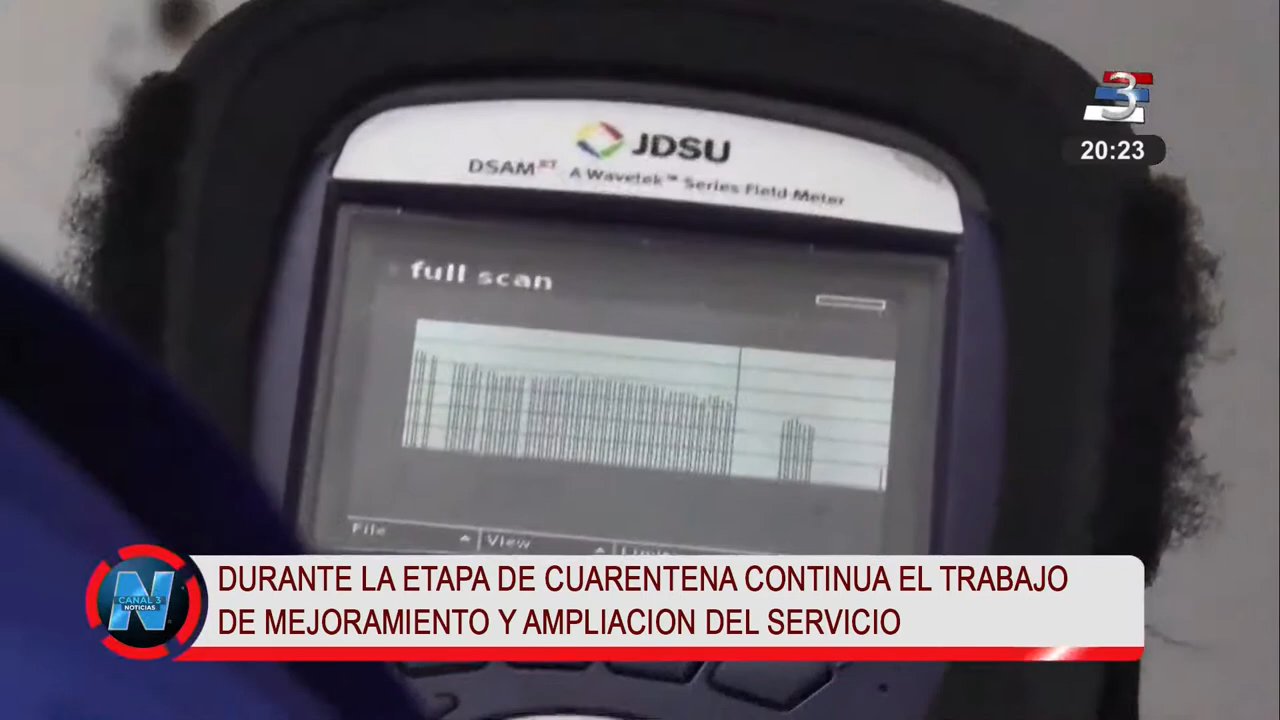 3
20:23
JDSU
DSAM XT A Wavetek™ Series Field Meter
full scan
File View
N
CANAL 3
NOTICIAS
DURANTE LA ETAPA DE CUARENTENA CONTINUA EL TRABAJO
DE MEJORAMIENTO Y AMPLIACION DEL SERVICIO